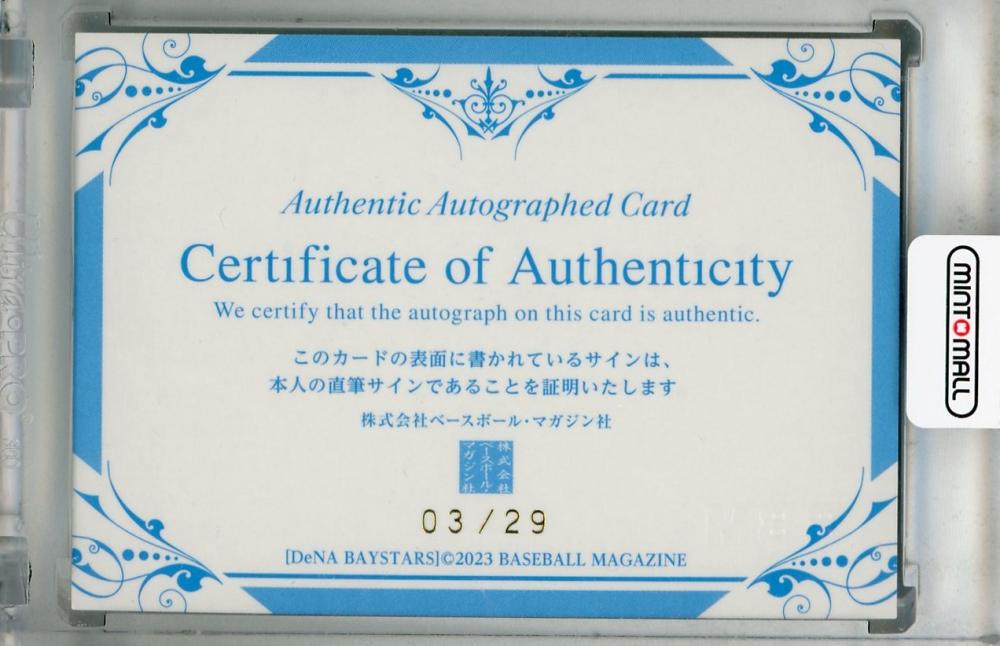 Authentic Autographed Card
Certificate of Authenticity
We certify that the autograph on this card is authentic.
このカードの表面に書かれているサインは、
本人の直筆サインであることを証明いたします
株式会社ベースボール・マガジン社
株式会社
ベースボール・
マガジン社
03/29
[DeNA BAYSTARS]©2023 BASEBALL MAGAZINE
MINTMALL